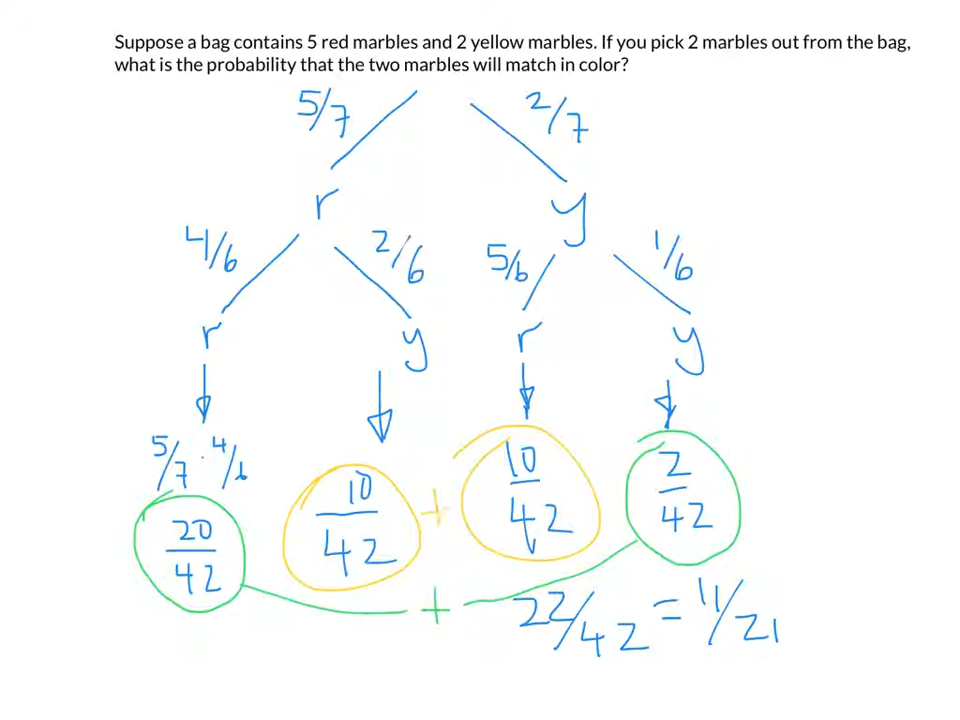 Suppose a bag contains 5 red marbles and 2 yellow marbles. If you pick 2 marbles out from the bag,
what is the probability that the two marbles will match in color?
5/7 2/7
r y
4/6 2/6 5/6 1/6
r y r y
5/7 · 4/6
20/42 10/42 + 10/42 2/42
+ 22/42 = 11/21